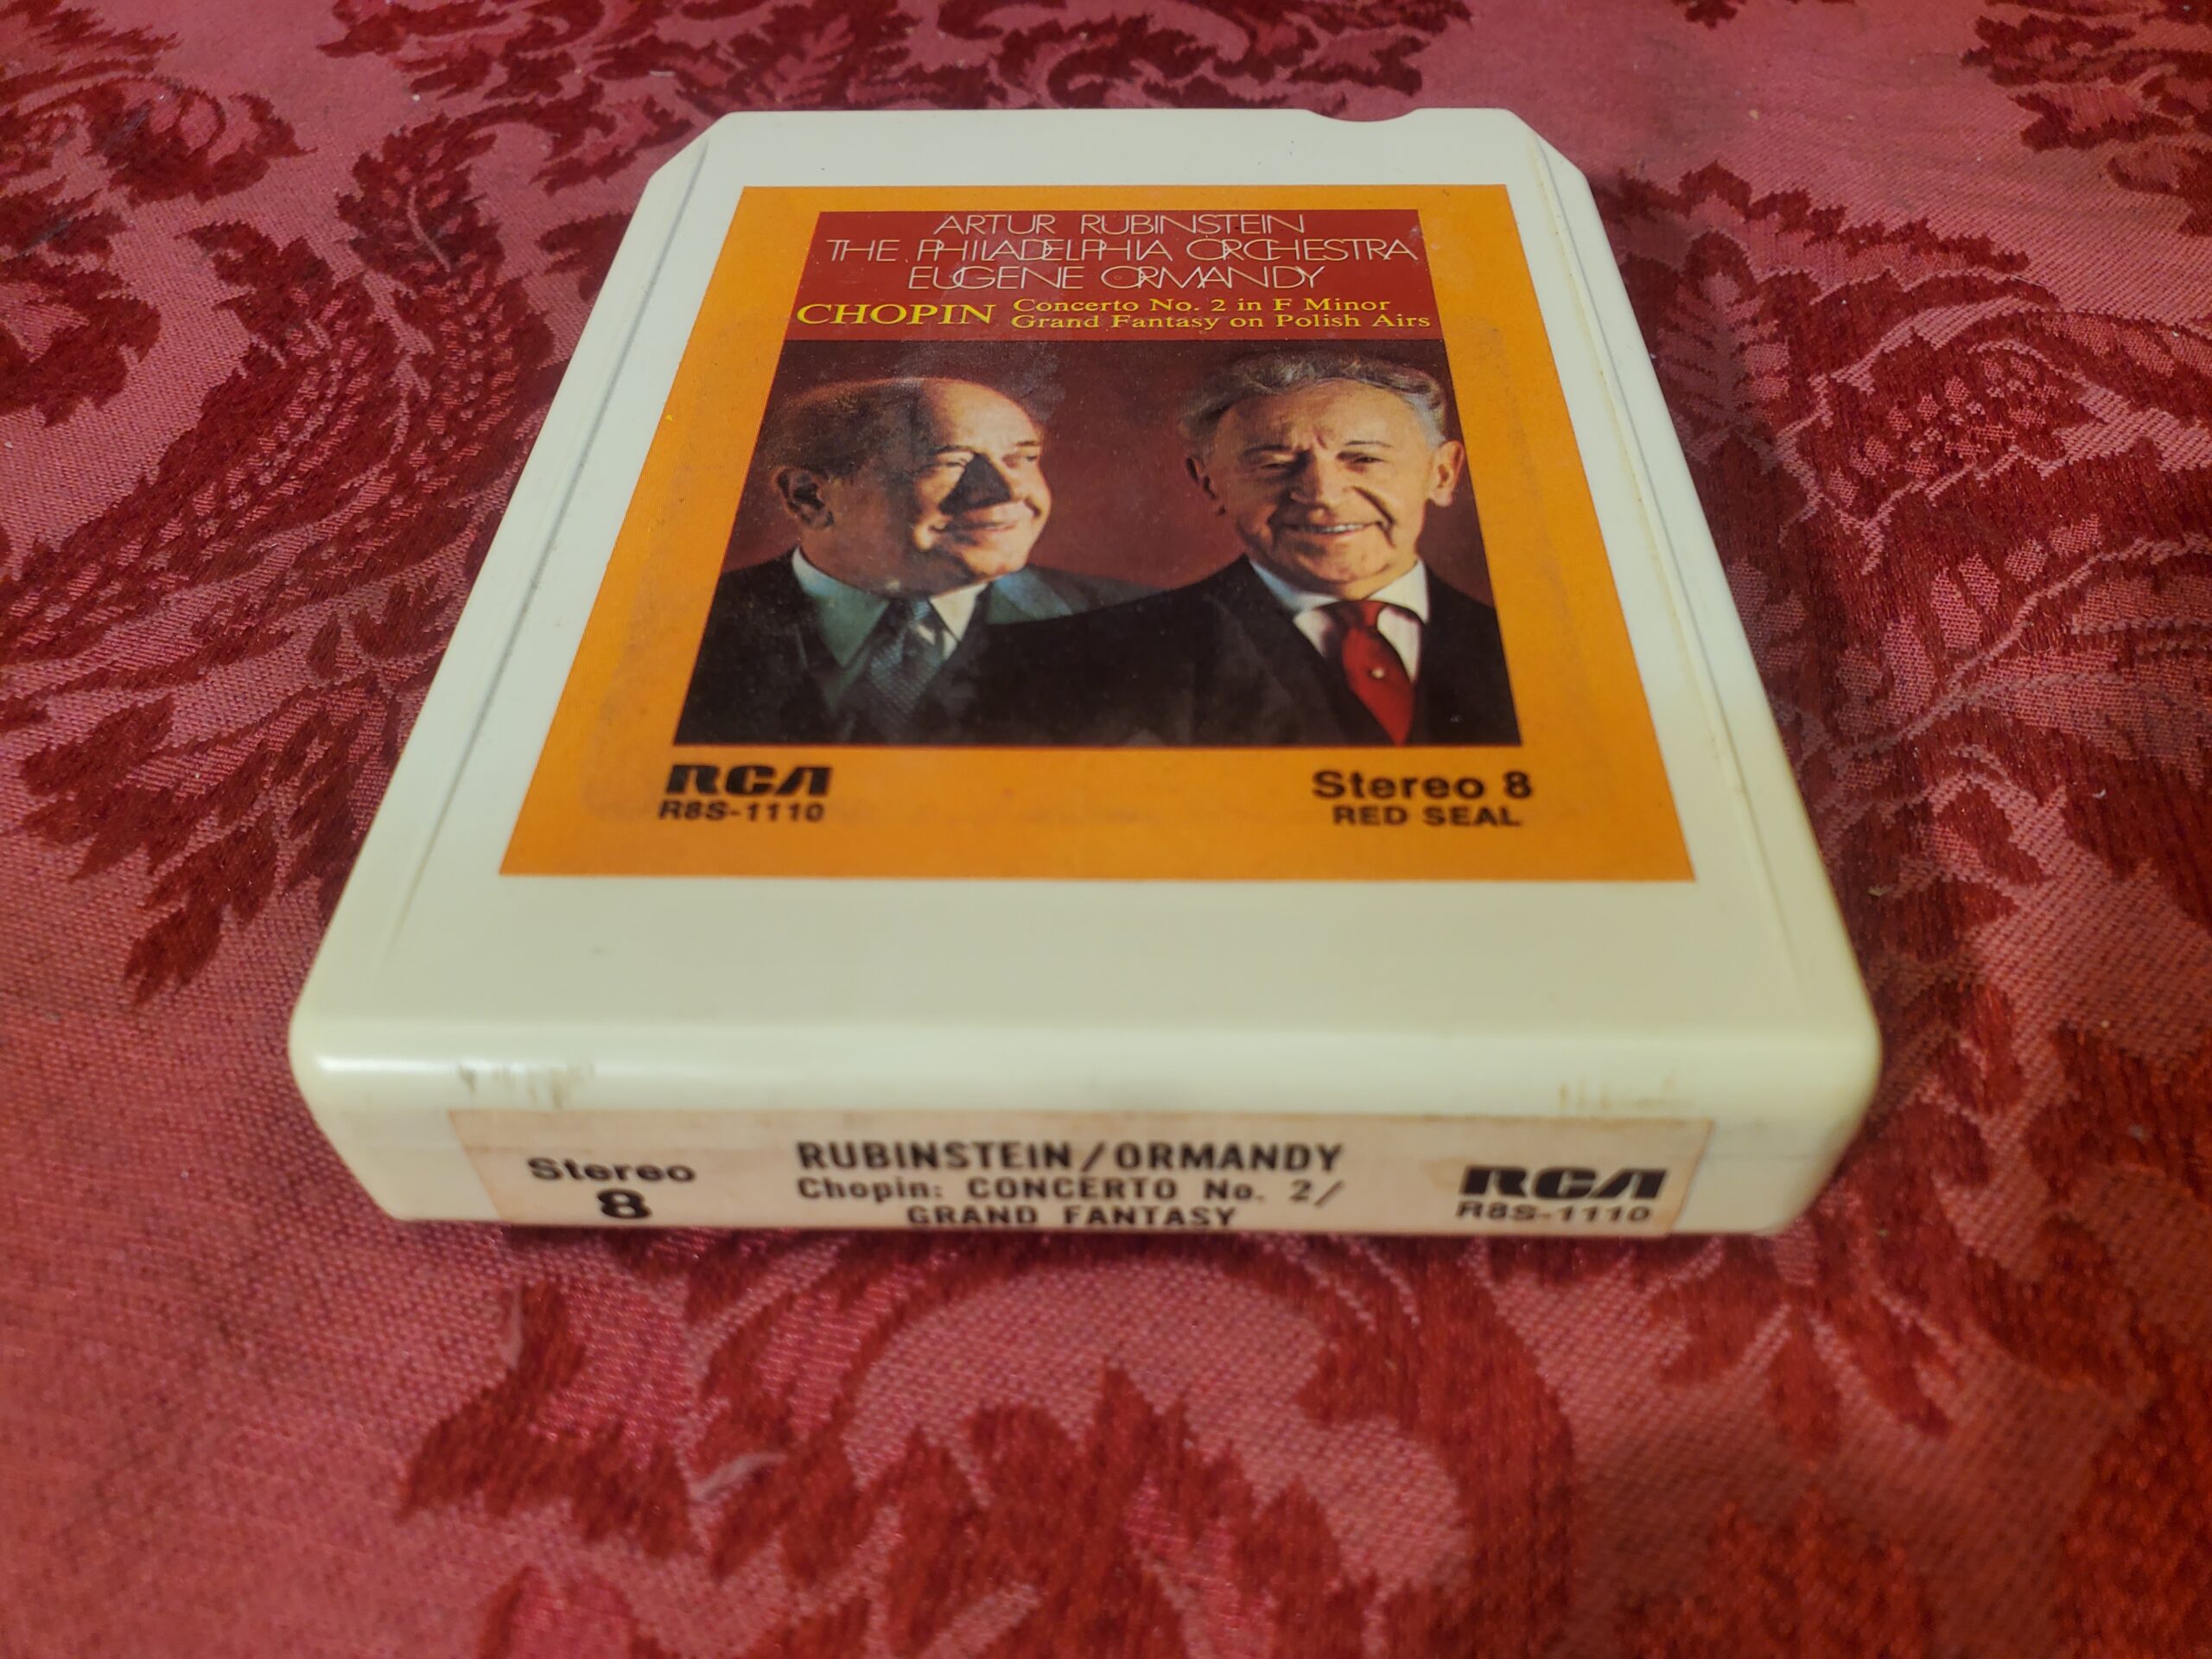 ARTUR RUBINSTEIN
THE PHILADELPHIA ORCHESTRA
EUGENE ORMANDY
CHOPIN Concerto No. 2 in F Minor
Grand Fantasy on Polish Airs
RCA
R8S-1110
Stereo 8
RED SEAL
Stereo
8
RUBINSTEIN/ORMANDY
Chopin: CONCERTO No. 2/
GRAND FANTASY
RCA
R8S-1110